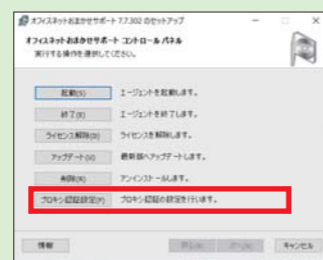 オフィスネットおまかせサポート 7.7.302 のセットアップ
オフィスネットおまかせサポート コントロール パネル
実行する操作を選択してください。
起動(S) エージェントを起動します。
終了(E) エージェントを終了します。
ライセンス解除(D) ライセンスを解除します。
アップデート(U) 最新版へアップデートします。
削除(R) アンインストールします。
プロキシ認証設定(P) プロキシ認証の設定を行います。
情報 キャンセル